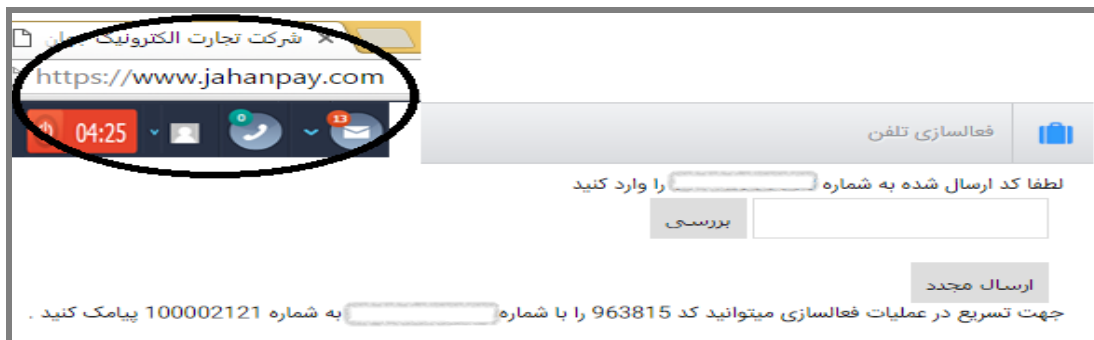 شرکت تجارت الکترونیک جهان
https://www.jahanpay.com
04:25
0
13
فعالسازی تلفن
لطفا کد ارسال شده به شماره را وارد کنید
بررسی
ارسال مجدد
جهت تسریع در عملیات فعالسازی میتوانید کد 963815 را با شماره به شماره 100002121 پیامک کنید .